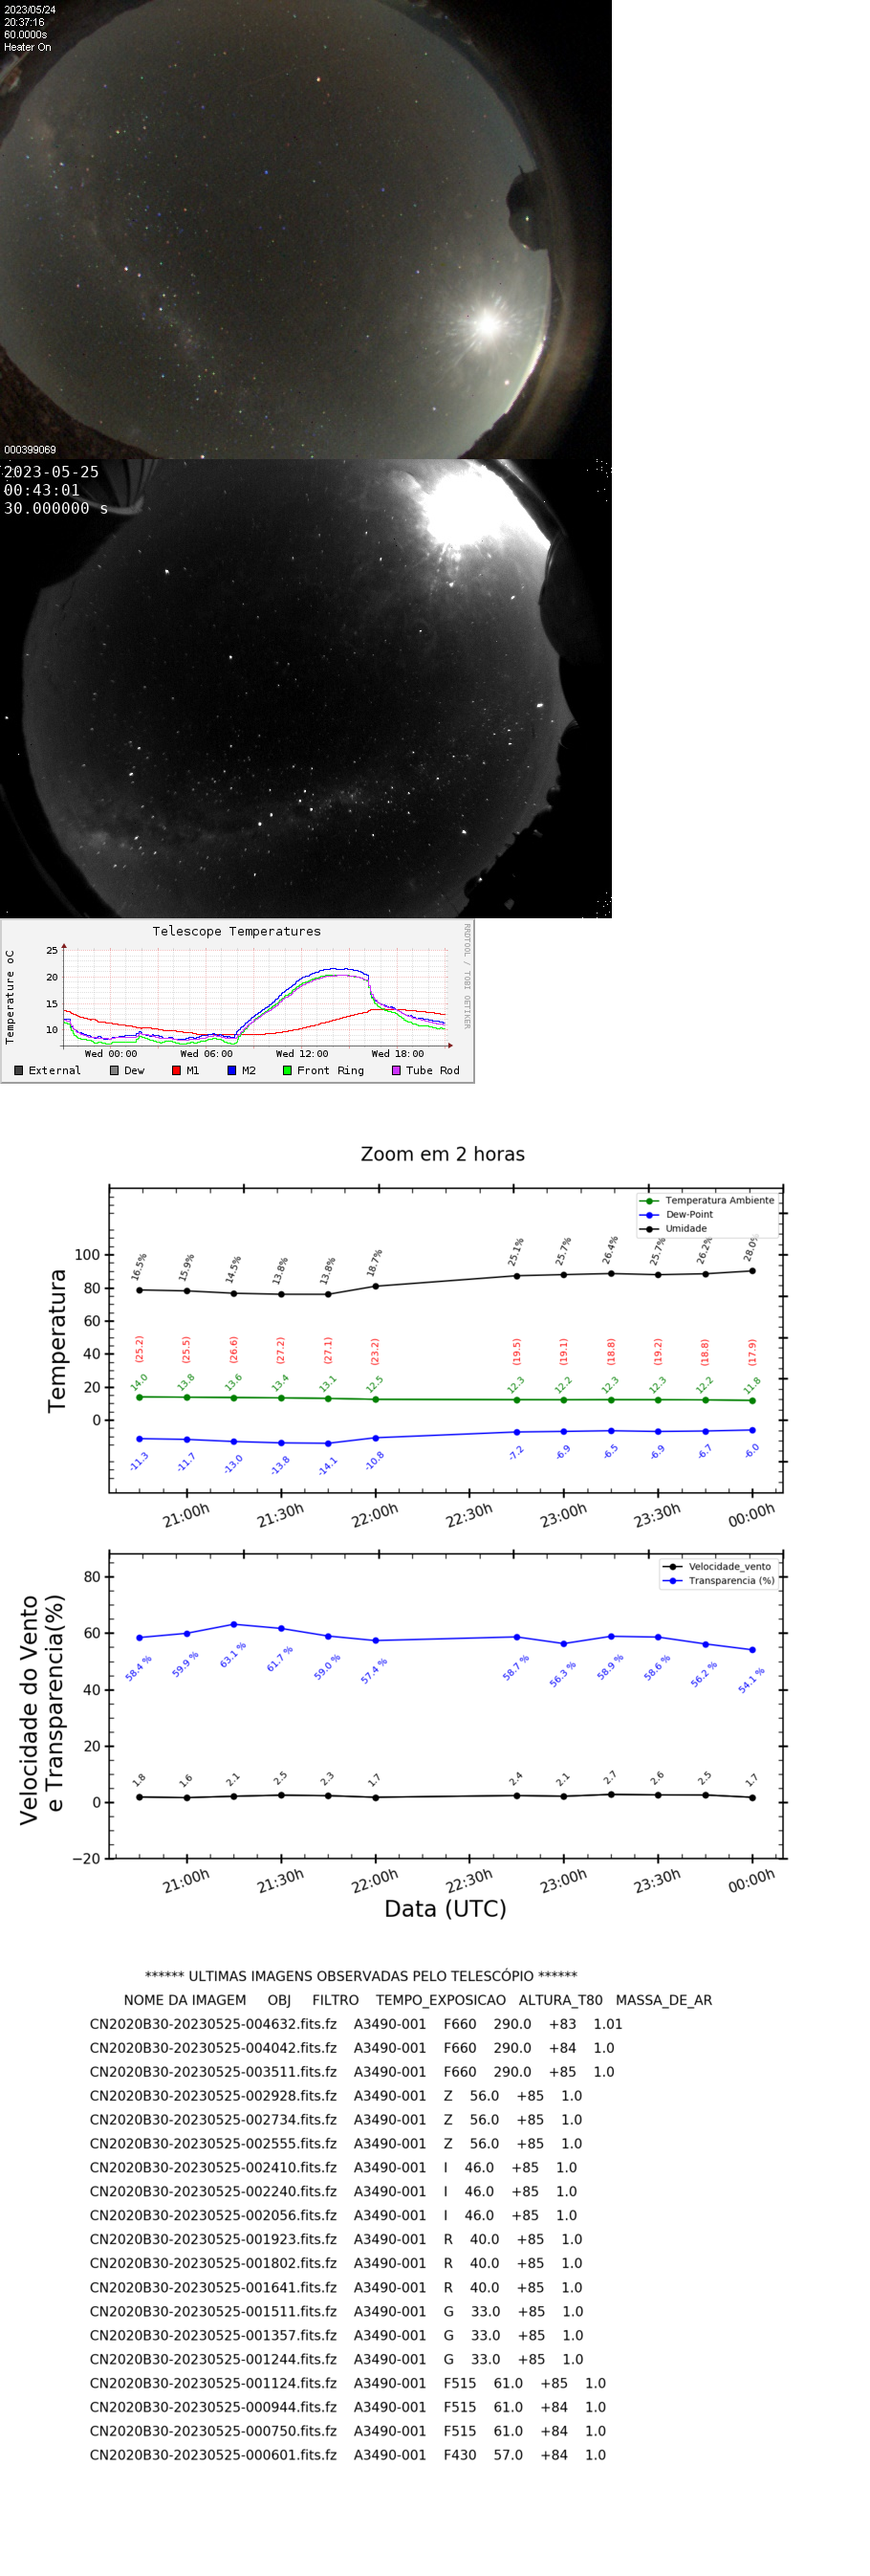 2023/05/24
20:37:16
60.0000s
Heater On
000399069
2023-05-25
00:43:01
30.000000 s
Telescope Temperatures
RRDTOOL / TOBI OETIKER
Temperature oC
25
20
15
10
Wed 00:00 Wed 06:00 Wed 12:00 Wed 18:00
External Dew M1 M2 Front Ring Tube Rod
Zoom em 2 horas
Temperatura
Temperatura Ambiente
Dew-Point
Umidade
16.5% 15.9% 14.5% 13.8% 13.8% 18.7% 25.1% 25.7% 26.4% 25.7% 26.2% 28.0%
100
80
60
40
20
0
(25.2) (25.5) (26.6) (27.2) (27.1) (23.2) (19.5) (19.1) (18.8) (19.2) (18.8) (17.9)
14.0 13.8 13.6 13.4 13.1 12.5 12.3 12.2 12.3 12.3 12.2 11.8
-11.3 -11.7 -13.0 -13.8 -14.1 -10.8 -7.2 -6.9 -6.5 -6.9 -6.7 -6.0
21:00h 21:30h 22:00h 22:30h 23:00h 23:30h 00:00h
Velocidade do Vento
e Transparencia(%)
Velocidade_vento
Transparencia (%)
80
60
40
20
0
−20
58.4 % 59.9 % 63.1 % 61.7 % 59.0 % 57.4 % 58.7 % 56.3 % 58.9 % 58.6 % 56.2 % 54.1 %
1.8 1.6 2.1 2.5 2.3 1.7 2.4 2.1 2.7 2.6 2.5 1.7
21:00h 21:30h 22:00h 22:30h 23:00h 23:30h 00:00h
Data (UTC)
****** ULTIMAS IMAGENS OBSERVADAS PELO TELESCÓPIO ******
NOME DA IMAGEM OBJ FILTRO TEMPO_EXPOSICAO ALTURA_T80 MASSA_DE_AR
CN2020B30-20230525-004632.fits.fz A3490-001 F660 290.0 +83 1.01
CN2020B30-20230525-004042.fits.fz A3490-001 F660 290.0 +84 1.0
CN2020B30-20230525-003511.fits.fz A3490-001 F660 290.0 +85 1.0
CN2020B30-20230525-002928.fits.fz A3490-001 Z 56.0 +85 1.0
CN2020B30-20230525-002734.fits.fz A3490-001 Z 56.0 +85 1.0
CN2020B30-20230525-002555.fits.fz A3490-001 Z 56.0 +85 1.0
CN2020B30-20230525-002410.fits.fz A3490-001 I 46.0 +85 1.0
CN2020B30-20230525-002240.fits.fz A3490-001 I 46.0 +85 1.0
CN2020B30-20230525-002056.fits.fz A3490-001 I 46.0 +85 1.0
CN2020B30-20230525-001923.fits.fz A3490-001 R 40.0 +85 1.0
CN2020B30-20230525-001802.fits.fz A3490-001 R 40.0 +85 1.0
CN2020B30-20230525-001641.fits.fz A3490-001 R 40.0 +85 1.0
CN2020B30-20230525-001511.fits.fz A3490-001 G 33.0 +85 1.0
CN2020B30-20230525-001357.fits.fz A3490-001 G 33.0 +85 1.0
CN2020B30-20230525-001244.fits.fz A3490-001 G 33.0 +85 1.0
CN2020B30-20230525-001124.fits.fz A3490-001 F515 61.0 +85 1.0
CN2020B30-20230525-000944.fits.fz A3490-001 F515 61.0 +84 1.0
CN2020B30-20230525-000750.fits.fz A3490-001 F515 61.0 +84 1.0
CN2020B30-20230525-000601.fits.fz A3490-001 F430 57.0 +84 1.0